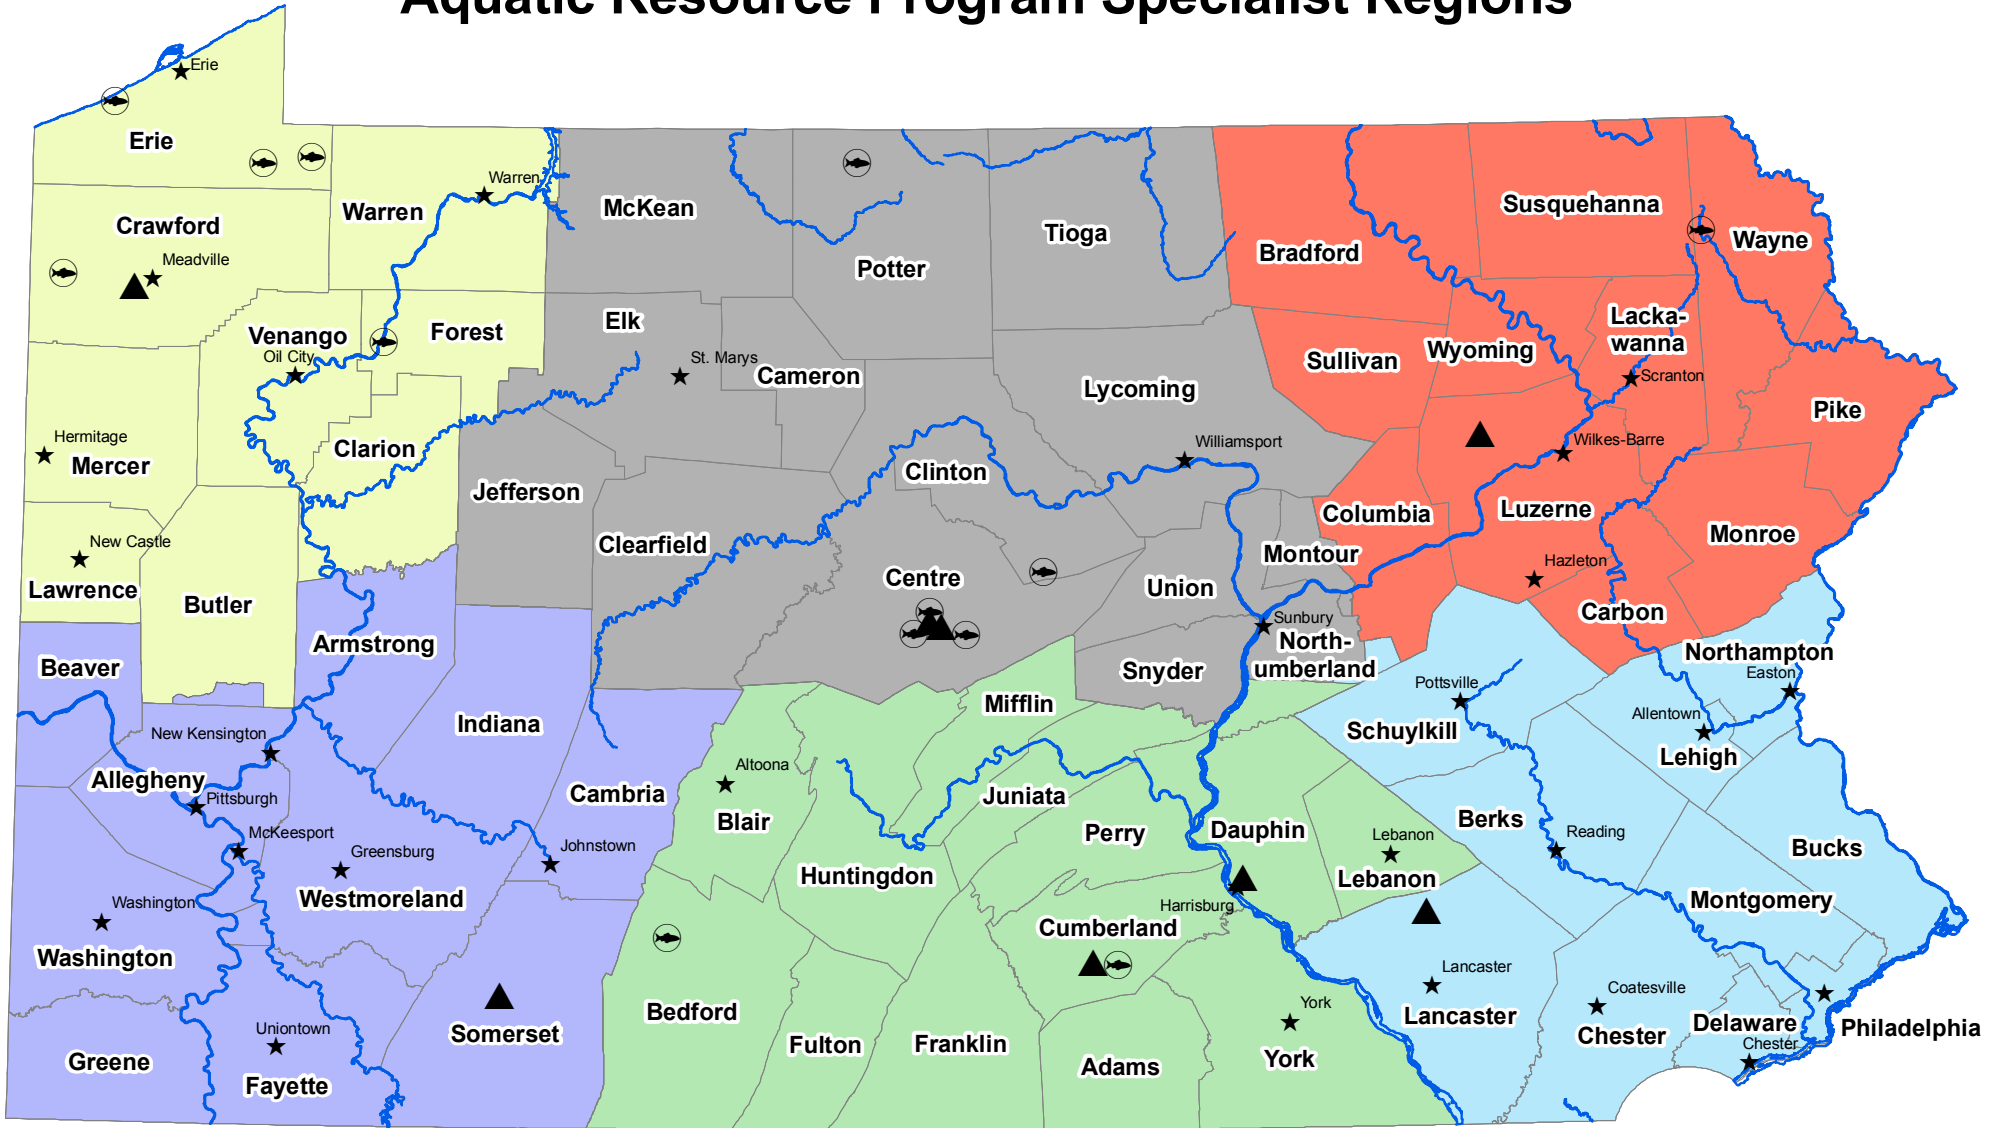 Aquatic Resource Program Specialist Regions
Erie
Erie
Warren
Warren
McKean
Susquehanna
Crawford
Tioga
Wayne
Bradford
Meadville
Potter
Elk
Lacka-
wanna
Venango
Forest
Oil City
St. Marys
Cameron
Sullivan
Wyoming
Scranton
Lycoming
Pike
Hermitage
Mercer
Clarion
Williamsport
Wilkes-Barre
Clinton
Jefferson
Columbia
Luzerne
Monroe
New Castle
Clearfield
Montour
Hazleton
Lawrence
Butler
Centre
Union
Carbon
Sunbury
North-
umberland
Armstrong
Beaver
Snyder
Northampton
Easton
Pottsville
Mifflin
Allentown
Indiana
New Kensington
Schuylkill
Lehigh
Allegheny
Altoona
Cambria
Juniata
Pittsburgh
Blair
Perry
Dauphin
Berks
McKeesport
Reading
Lebanon
Greensburg
Johnstown
Bucks
Huntingdon
Lebanon
Westmoreland
Washington
Harrisburg
Montgomery
Cumberland
Washington
Lancaster
Coatesville
York
Bedford
Lancaster
Delaware
Philadelphia
Uniontown
Somerset
Chester
Chester
Fulton
Franklin
York
Greene
Adams
Fayette